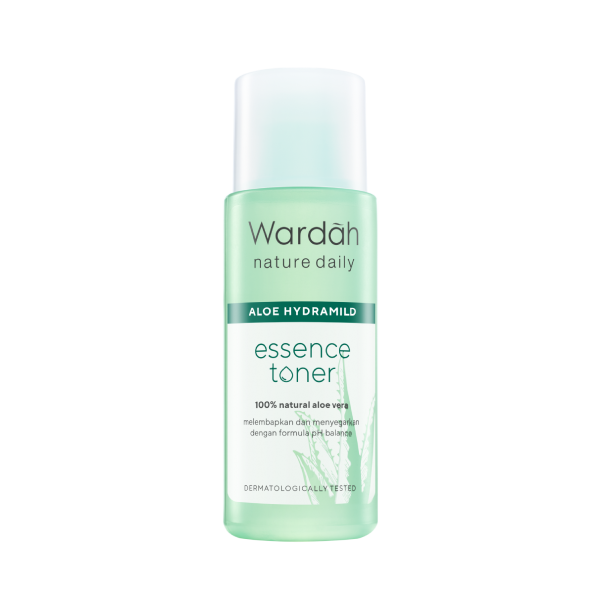 Wardāh
nature daily
ALOE HYDRAMILD
essence
toner
100% natural aloe vera
melembapkan dan menyegarkan
dengan formula pH balance
DERMATOLOGICALLY TESTED